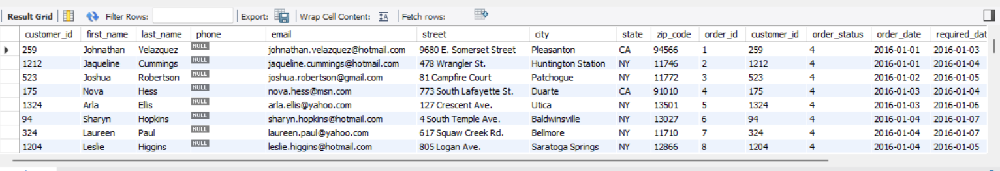 Result Grid Filter Rows: Export: Wrap Cell Content: IA Fetch rows:
customer_id first_name last_name phone email street city state zip_code order_id customer_id order_status order_date required_dat
259 Johnathan Velazquez NULL johnathan.velazquez@hotmail.com 9680 E. Somerset Street Pleasanton CA 94566 1 259 4 2016-01-01 2016-01-03
1212 Jaqueline Cummings NULL jaqueline.cummings@hotmail.com 478 Wrangler St. Huntington Station NY 11746 2 1212 4 2016-01-01 2016-01-04
523 Joshua Robertson NULL joshua.robertson@gmail.com 81 Campfire Court Patchogue NY 11772 3 523 4 2016-01-02 2016-01-05
175 Nova Hess NULL nova.hess@msn.com 773 South Lafayette St. Duarte CA 91010 4 175 4 2016-01-03 2016-01-04
1324 Arla Ellis NULL arla.ellis@yahoo.com 127 Crescent Ave. Utica NY 13501 5 1324 4 2016-01-03 2016-01-06
94 Sharyn Hopkins NULL sharyn.hopkins@hotmail.com 4 South Temple Ave. Baldwinsville NY 13027 6 94 4 2016-01-04 2016-01-07
324 Laureen Paul NULL laureen.paul@yahoo.com 617 Squaw Creek Rd. Bellmore NY 11710 7 324 4 2016-01-04 2016-01-07
1204 Leslie Higgins NULL leslie.higgins@hotmail.com 805 Logan Ave. Saratoga Springs NY 12866 8 1204 4 2016-01-04 2016-01-05